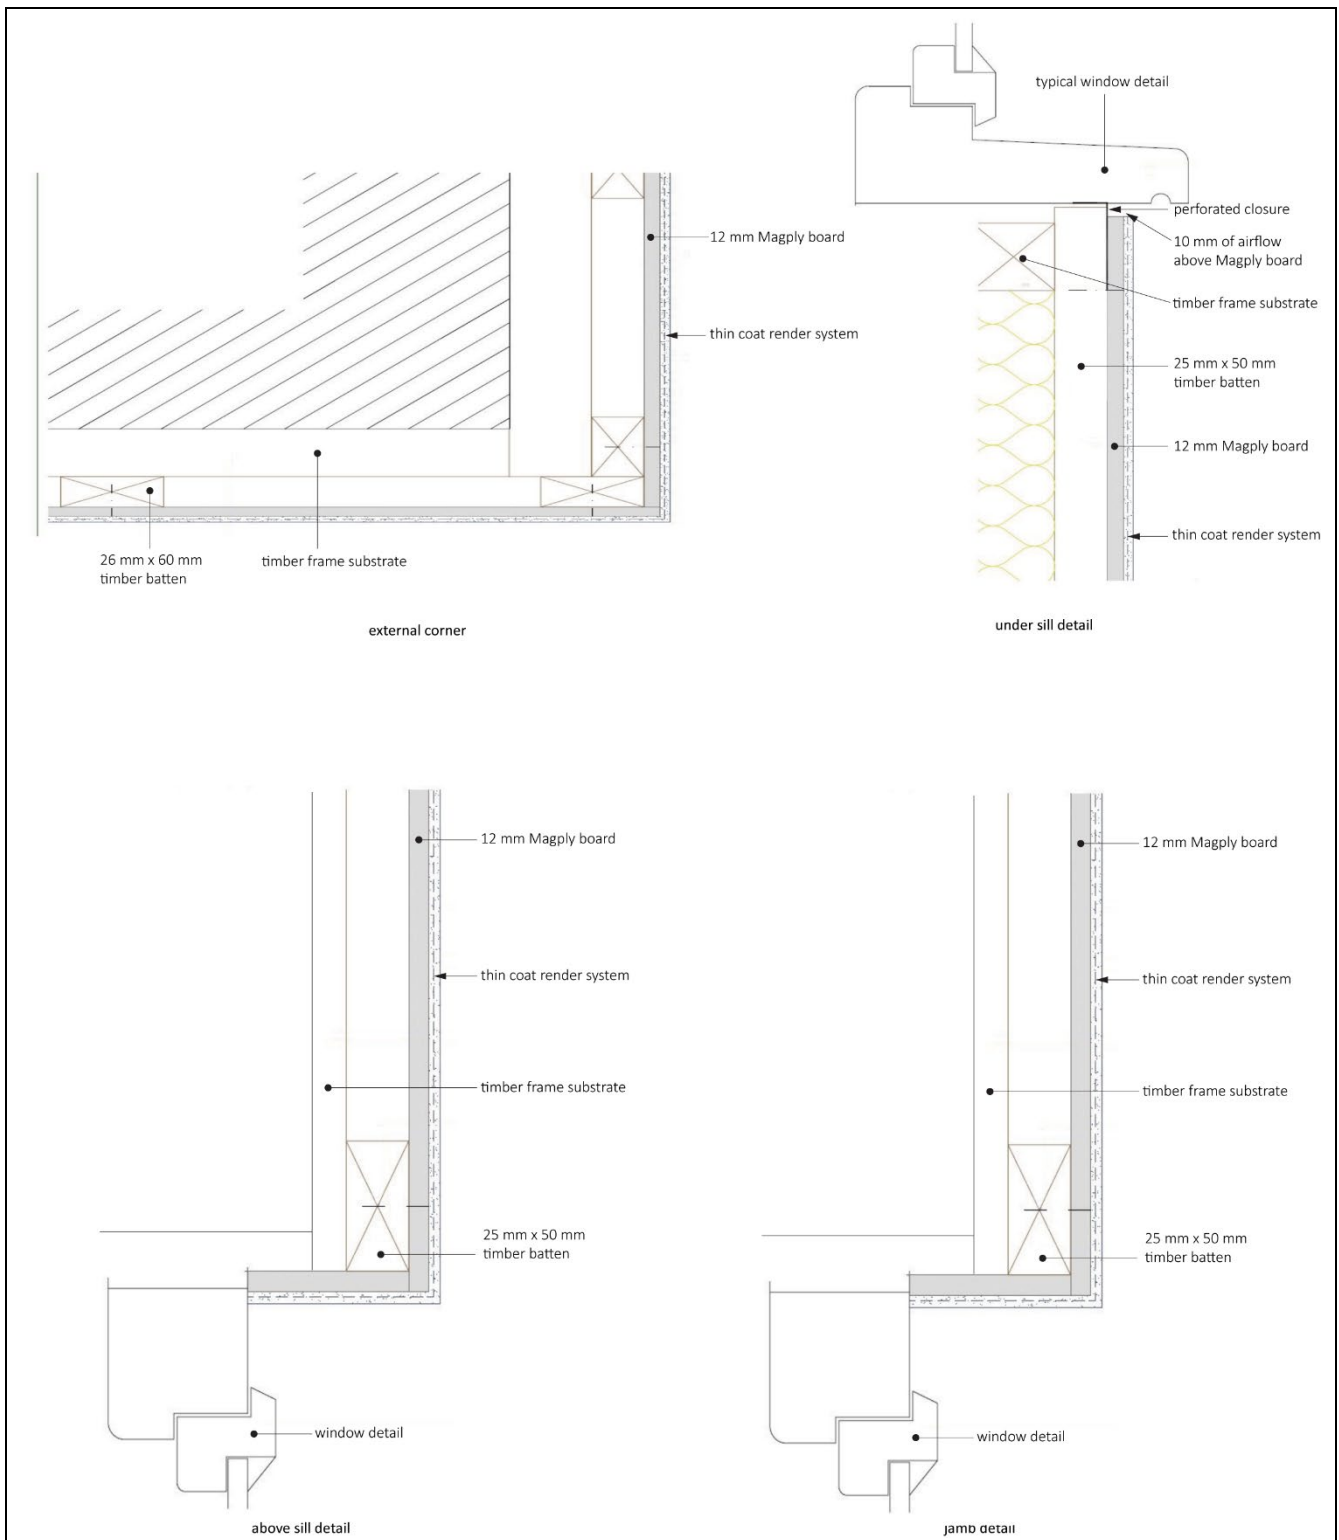 12 mm Magply board
thin coat render system
26 mm x 60 mm
timber batten
timber frame substrate
external corner
typical window detail
perforated closure
10 mm of airflow
above Magply board
timber frame substrate
25 mm x 50 mm
timber batten
12 mm Magply board
thin coat render system
under sill detail
12 mm Magply board
thin coat render system
timber frame substrate
25 mm x 50 mm
timber batten
window detail
above sill detail
12 mm Magply board
thin coat render system
timber frame substrate
25 mm x 50 mm
timber batten
window detail
jamb detail